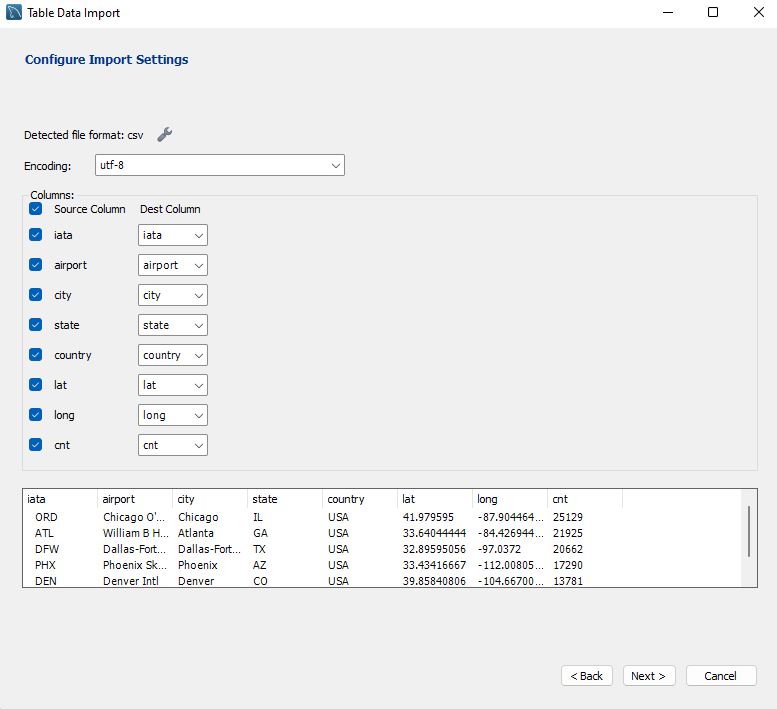 Table Data Import
Configure Import Settings
Detected file format: csv
Encoding: utf-8
Columns:
Source Column Dest Column
iata iata
airport airport
city city
state state
country country
lat lat
long long
cnt cnt
iata airport city state country lat long cnt
ORD Chicago O'... Chicago IL USA 41.979595 -87.904464... 25129
ATL William B H... Atlanta GA USA 33.64044444 -84.426944... 21925
DFW Dallas-Fort... Dallas-Fort... TX USA 32.89595056 -97.0372 20662
PHX Phoenix Sk... Phoenix AZ USA 33.43416667 -112.00805... 17290
DEN Denver Intl Denver CO USA 39.85840806 -104.66700... 13781
< Back Next > Cancel